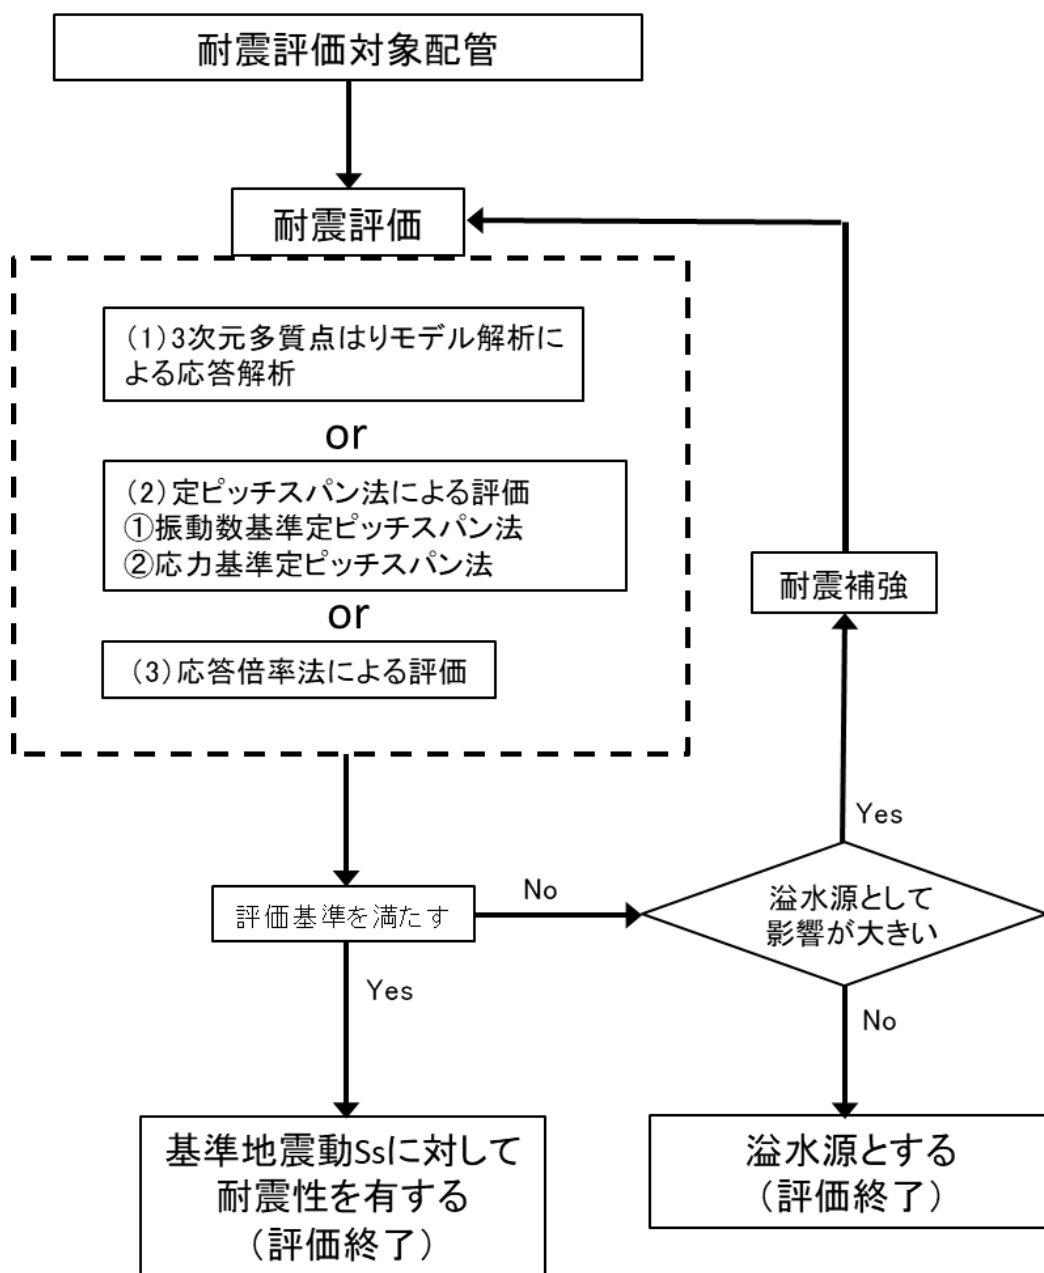 耐震評価対象配管
耐震評価
(1)3次元多質点はりモデル解析に
よる応答解析
or
(2)定ピッチスパン法による評価
①振動数基準定ピッチスパン法
②応力基準定ピッチスパン法
or
(3)応答倍率法による評価
耐震補強
Yes
評価基準を満たす
No
溢水源として
影響が大きい
Yes
No
基準地震動Ssに対して
耐震性を有する
(評価終了)
溢水源とする
(評価終了)